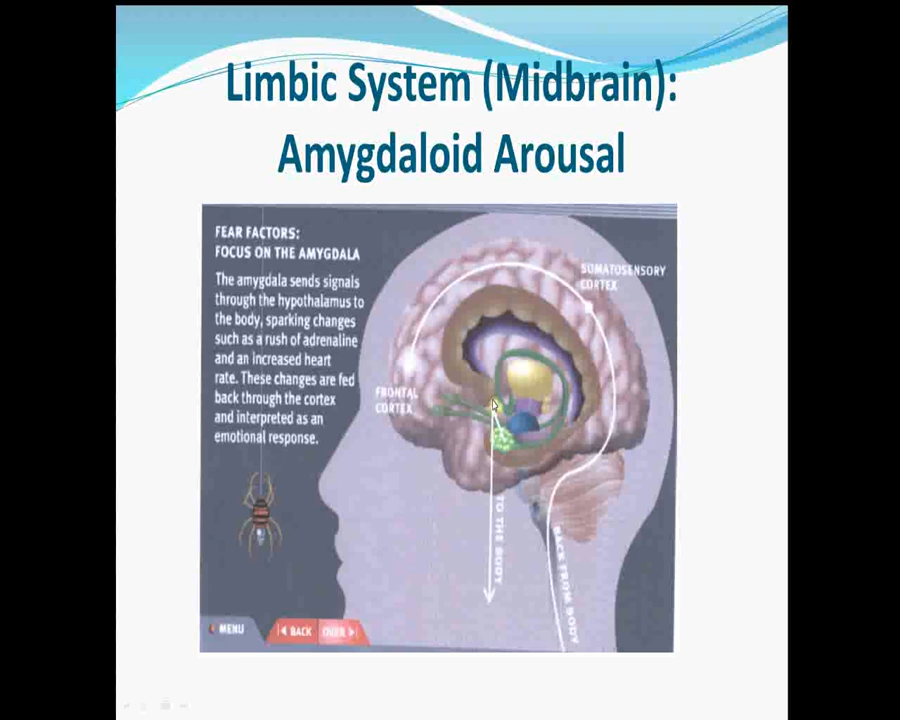 Limbic System (Midbrain):
Amygdaloid Arousal
FEAR FACTORS:
FOCUS ON THE AMYGDALA
The amygdala sends signals
through the hypothalamus to
the body, sparking changes
such as a rush of adrenaline
and an increased heart
rate. These changes are fed
back through the cortex
and interpreted as an
emotional response.
SOMATOSENSORY
CORTEX
FRONTAL
CORTEX
TO THE BODY
BACK FROM BODY
MENU
BACK
OVER